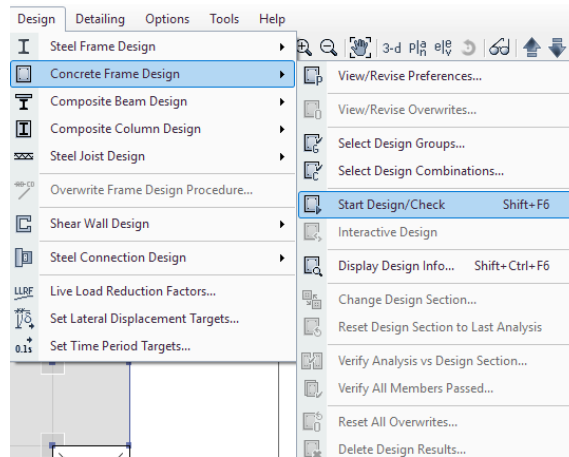 Design Detailing Options Tools Help
Steel Frame Design
Concrete Frame Design
Composite Beam Design
Composite Column Design
Steel Joist Design
Overwrite Frame Design Procedure...
Shear Wall Design
Steel Connection Design
LLRF Live Load Reduction Factors...
Set Lateral Displacement Targets...
0.1s Set Time Period Targets...
3-d
View/Revise Preferences...
View/Revise Overwrites...
Select Design Groups...
Select Design Combinations...
Start Design/Check Shift+F6
Interactive Design
Display Design Info... Shift+Ctrl+F6
Change Design Section...
Reset Design Section to Last Analysis
Verify Analysis vs Design Section...
Verify All Members Passed...
Reset All Overwrites...
Delete Design Results...